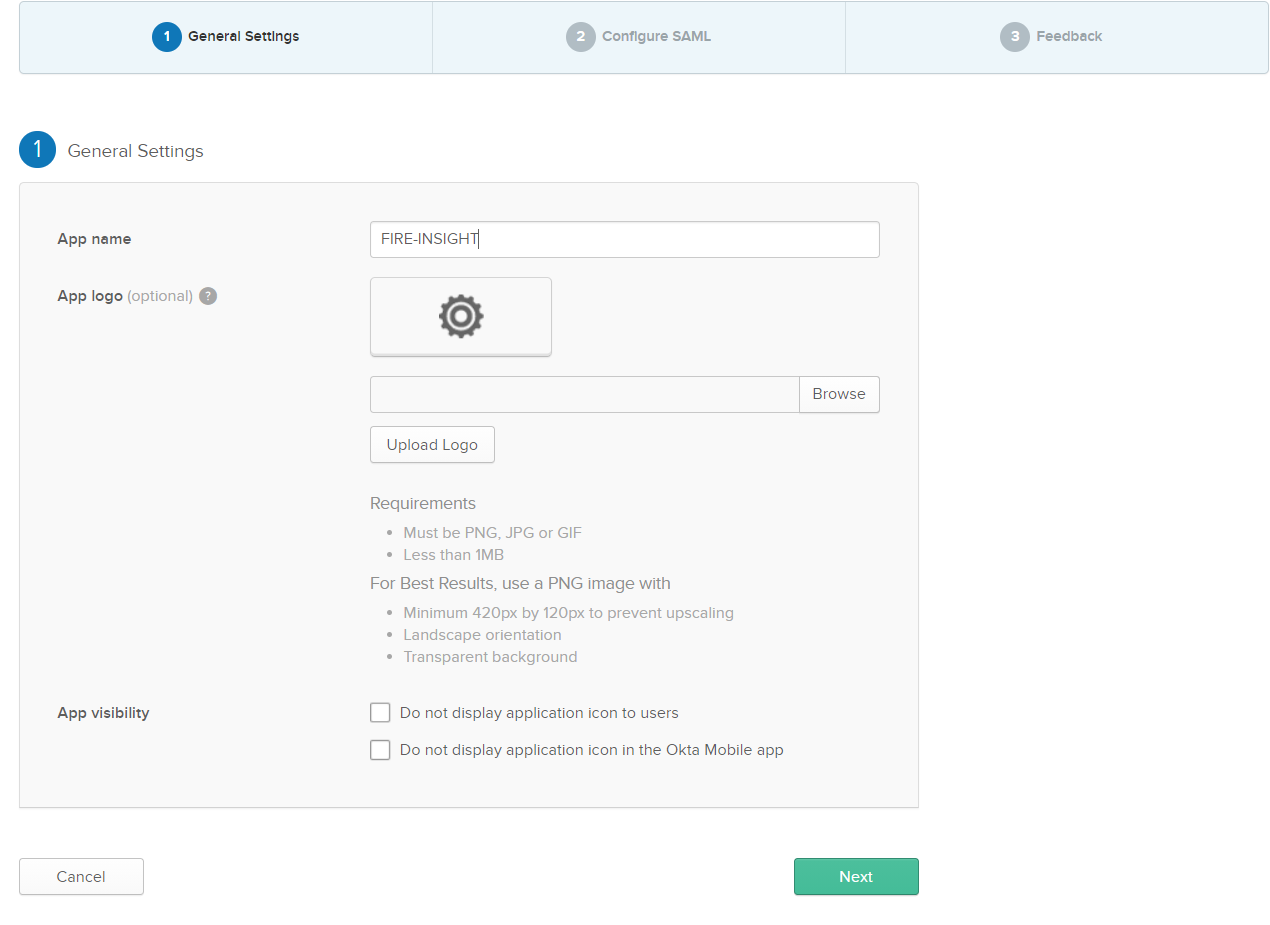 1 General Settings
2 Configure SAML
3 Feedback
1 General Settings
App name
FIRE-INSIGHT
App logo (optional) ?
Browse
Upload Logo
Requirements
• Must be PNG, JPG or GIF
• Less than 1MB
For Best Results, use a PNG image with
• Minimum 420px by 120px to prevent upscaling
• Landscape orientation
• Transparent background
App visibility
Do not display application icon to users
Do not display application icon in the Okta Mobile app
Cancel
Next